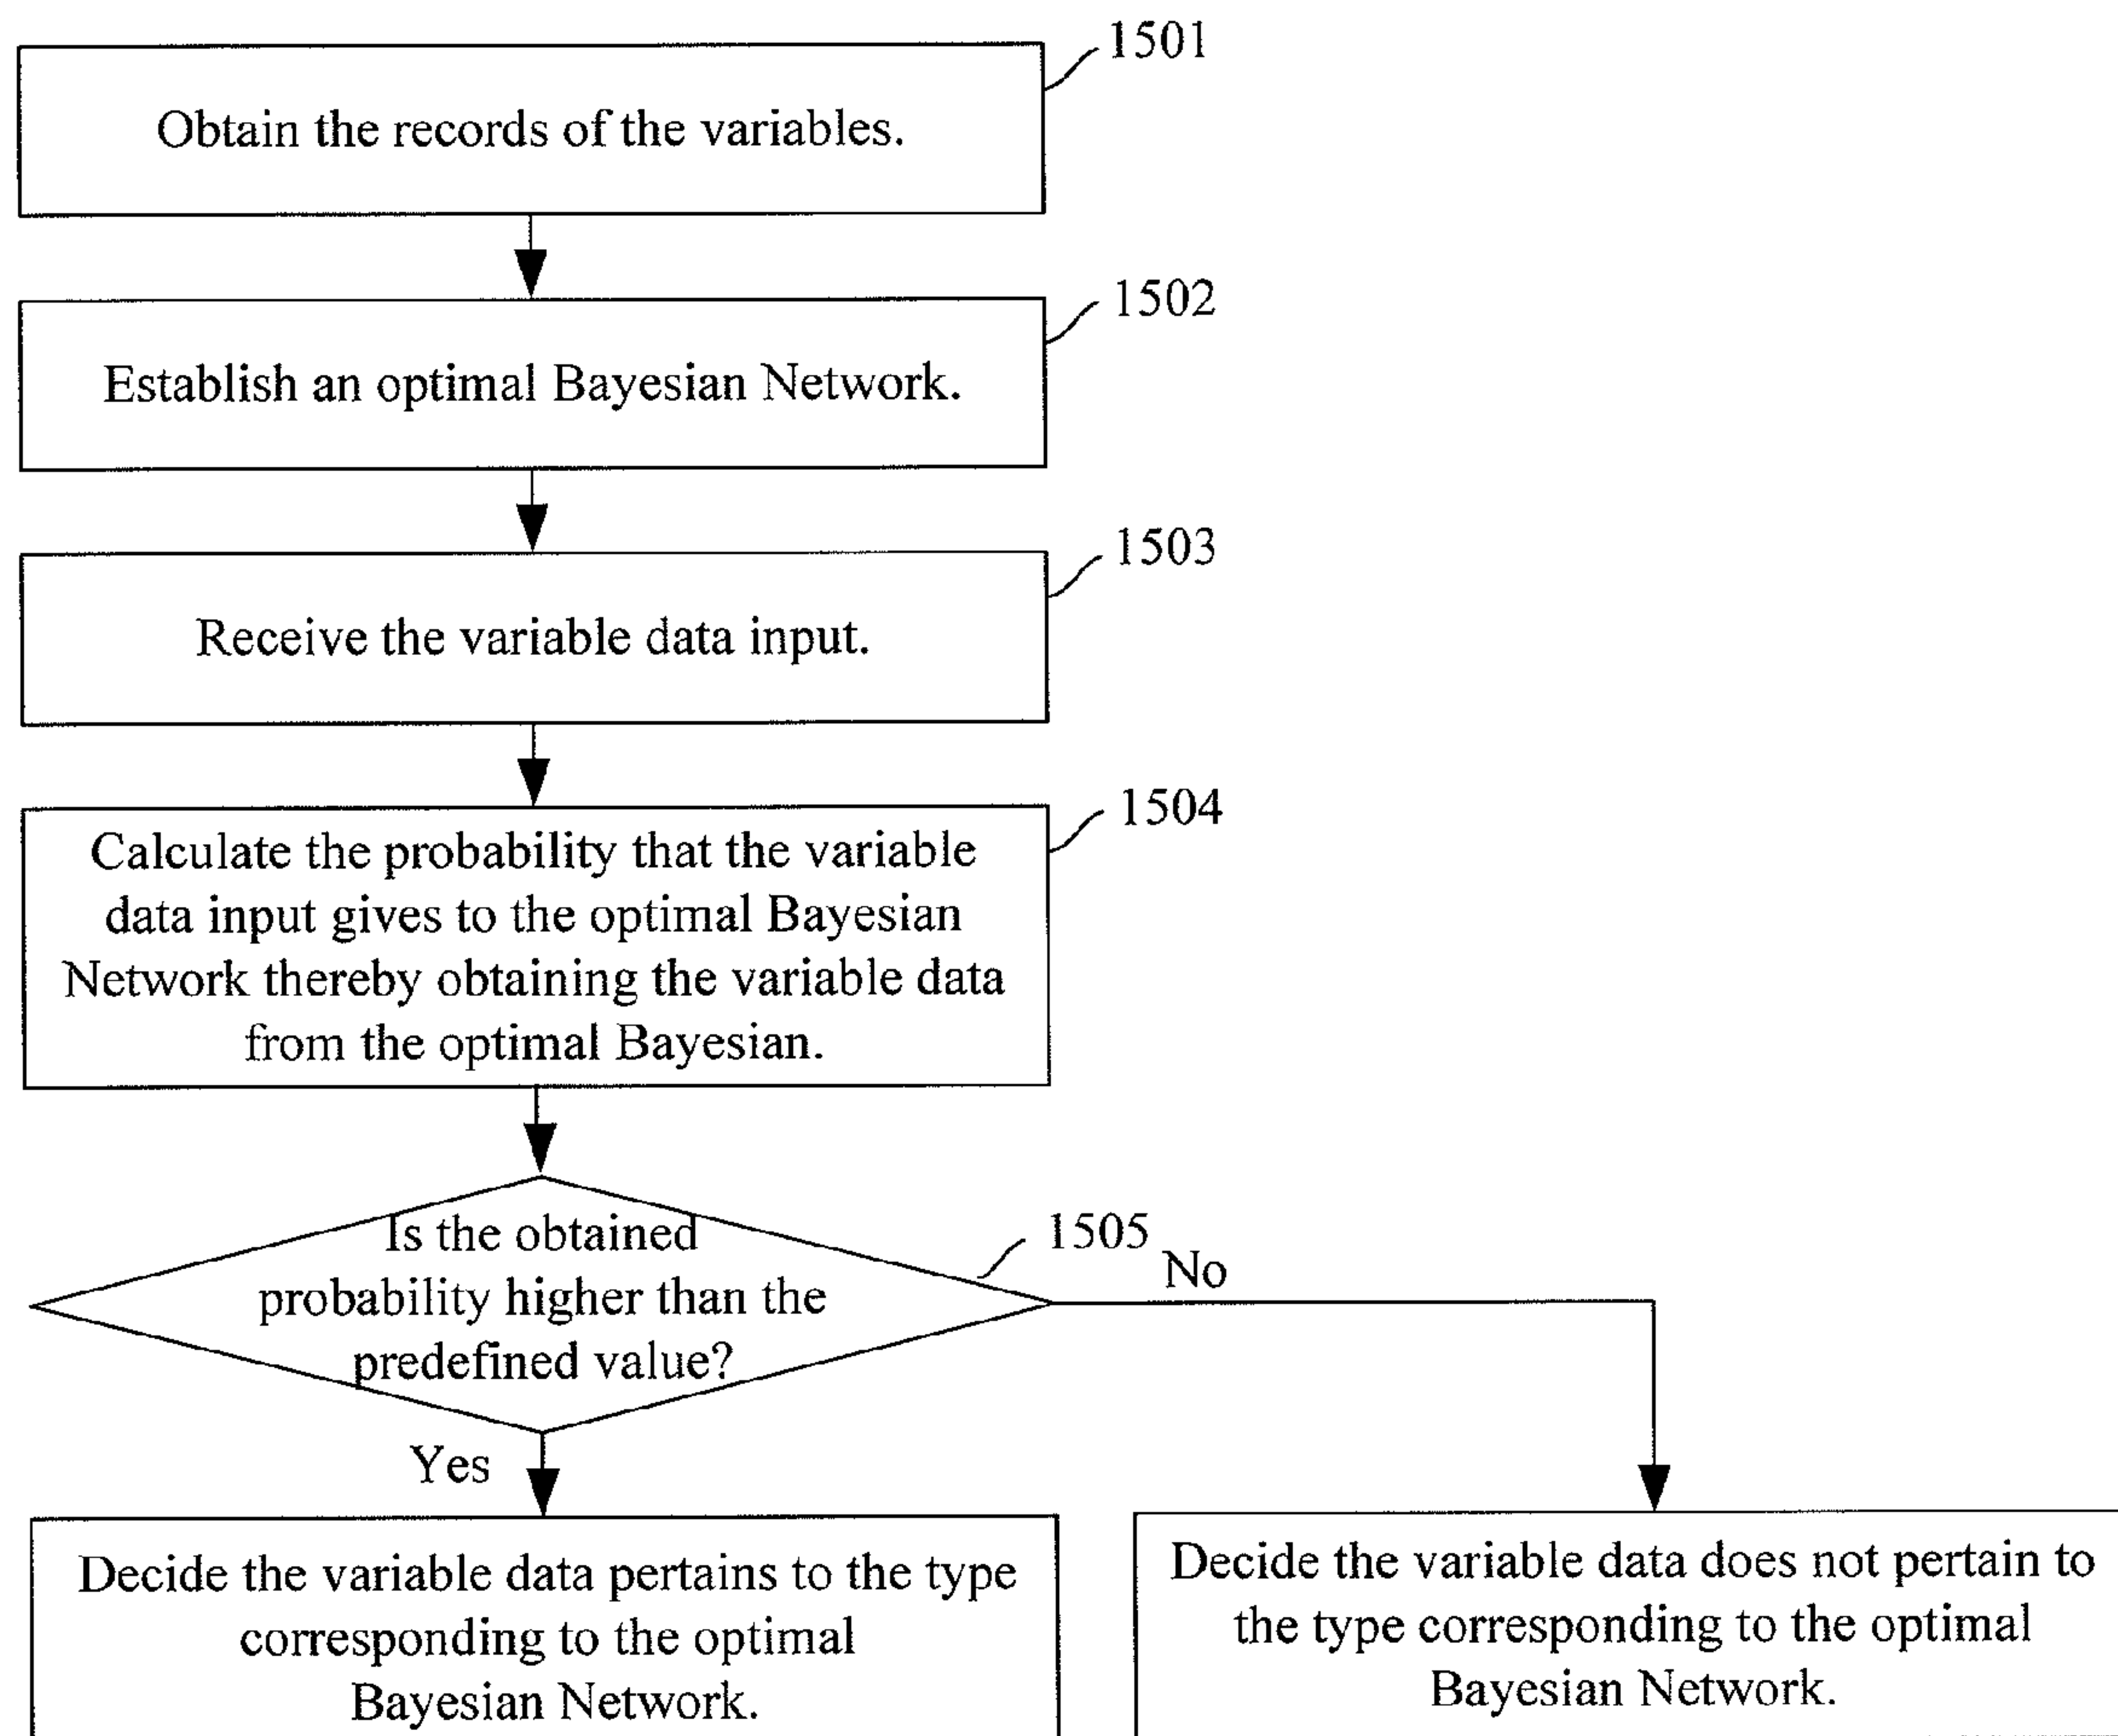 1501
Obtain the records of the variables.
1502
Establish an optimal Bayesian Network.
1503
Receive the variable data input.
1504
Calculate the probability that the variable
data input gives to the optimal Bayesian
Network thereby obtaining the variable data
from the optimal Bayesian.
1505
Is the obtained
probability higher than the
predefined value?
No
Yes
Decide the variable data pertains to the type
corresponding to the optimal
Bayesian Network.
Decide the variable data does not pertain to
the type corresponding to the optimal
Bayesian Network.